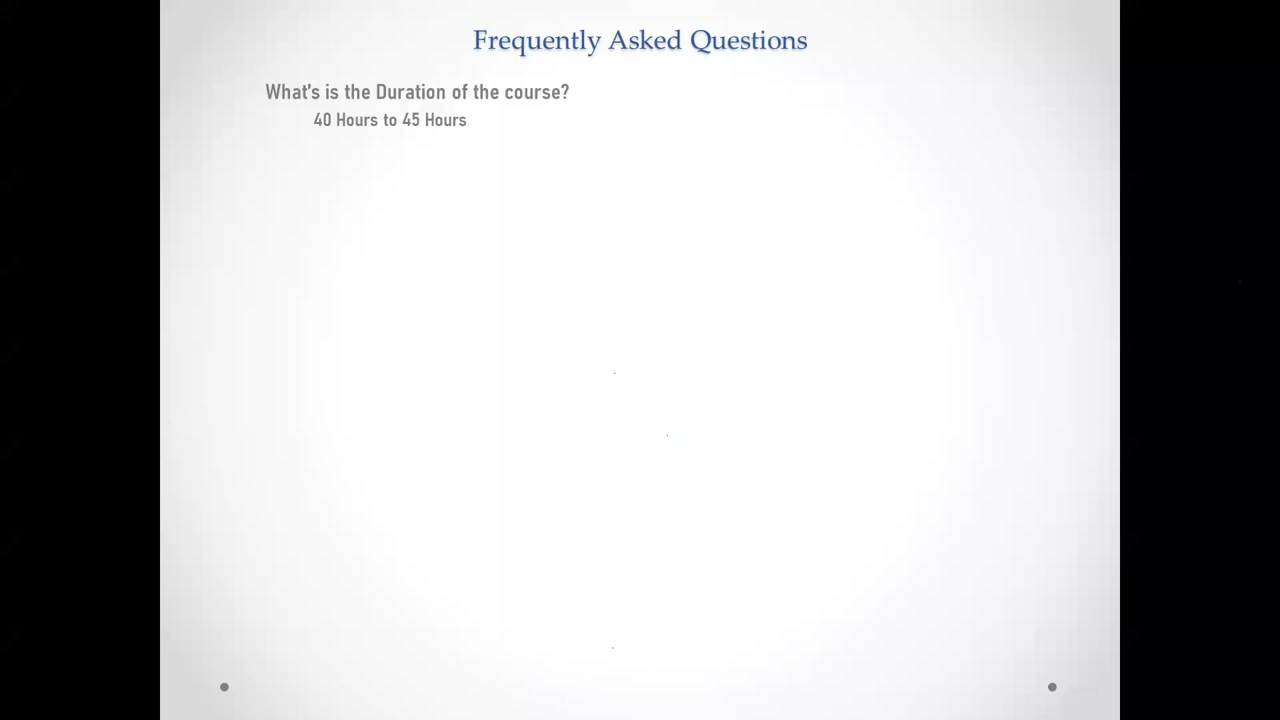 Frequently Asked Questions
What's is the Duration of the course?
40 Hours to 45 Hours